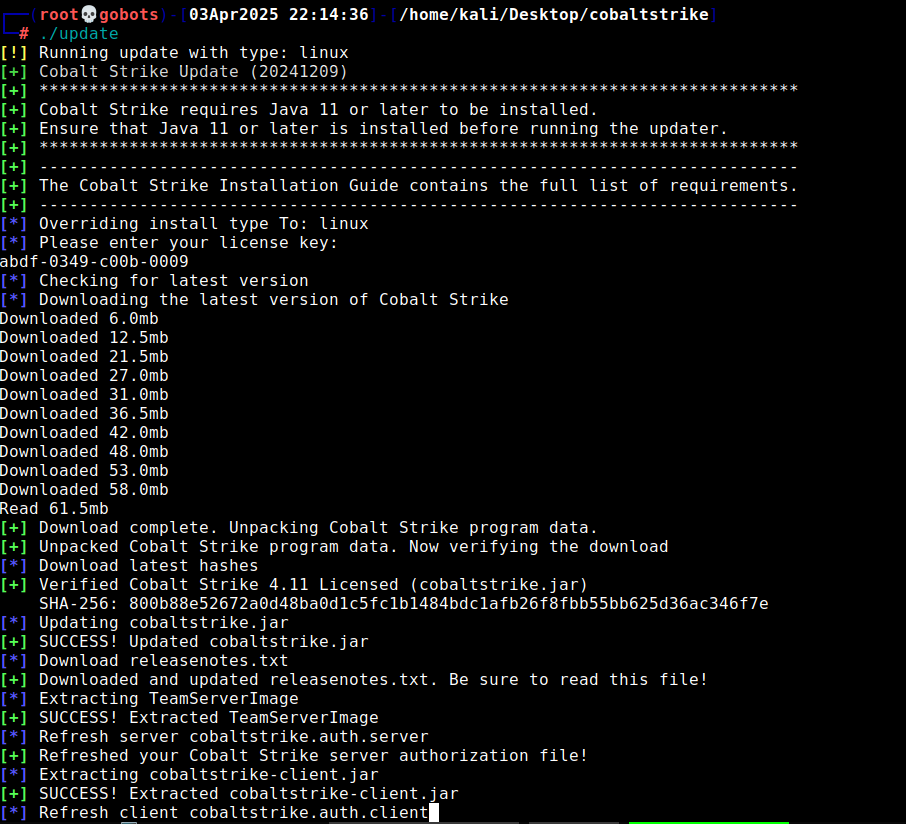 (root💀gobots)-[03Apr2025 22:14:36]-[/home/kali/Desktop/cobaltstrike]
# ./update
[!] Running update with type: linux
[+] Cobalt Strike Update (20241209)
[+] ****************************************************************************
[+] Cobalt Strike requires Java 11 or later to be installed.
[+] Ensure that Java 11 or later is installed before running the updater.
[+] ****************************************************************************
[+] ----------------------------------------------------------------------------
[+] The Cobalt Strike Installation Guide contains the full list of requirements.
[+] ----------------------------------------------------------------------------
[*] Overriding install type To: linux
[*] Please enter your license key:
abdf-0349-c00b-0009
[*] Checking for latest version
[*] Downloading the latest version of Cobalt Strike
Downloaded 6.0mb
Downloaded 12.5mb
Downloaded 21.5mb
Downloaded 27.0mb
Downloaded 31.0mb
Downloaded 36.5mb
Downloaded 42.0mb
Downloaded 48.0mb
Downloaded 53.0mb
Downloaded 58.0mb
Read 61.5mb
[+] Download complete. Unpacking Cobalt Strike program data.
[+] Unpacked Cobalt Strike program data. Now verifying the download
[*] Download latest hashes
[+] Verified Cobalt Strike 4.11 Licensed (cobaltstrike.jar)
SHA-256: 800b88e52672a0d48ba0d1c5fc1b1484bdc1afb26f8fbb55bb625d36ac346f7e
[*] Updating cobaltstrike.jar
[+] SUCCESS! Updated cobaltstrike.jar
[*] Download releasenotes.txt
[+] Downloaded and updated releasenotes.txt. Be sure to read this file!
[*] Extracting TeamServerImage
[+] SUCCESS! Extracted TeamServerImage
[*] Refresh server cobaltstrike.auth.server
[+] Refreshed your Cobalt Strike server authorization file!
[*] Extracting cobaltstrike-client.jar
[+] SUCCESS! Extracted cobaltstrike-client.jar
[*] Refresh client cobaltstrike.auth.client